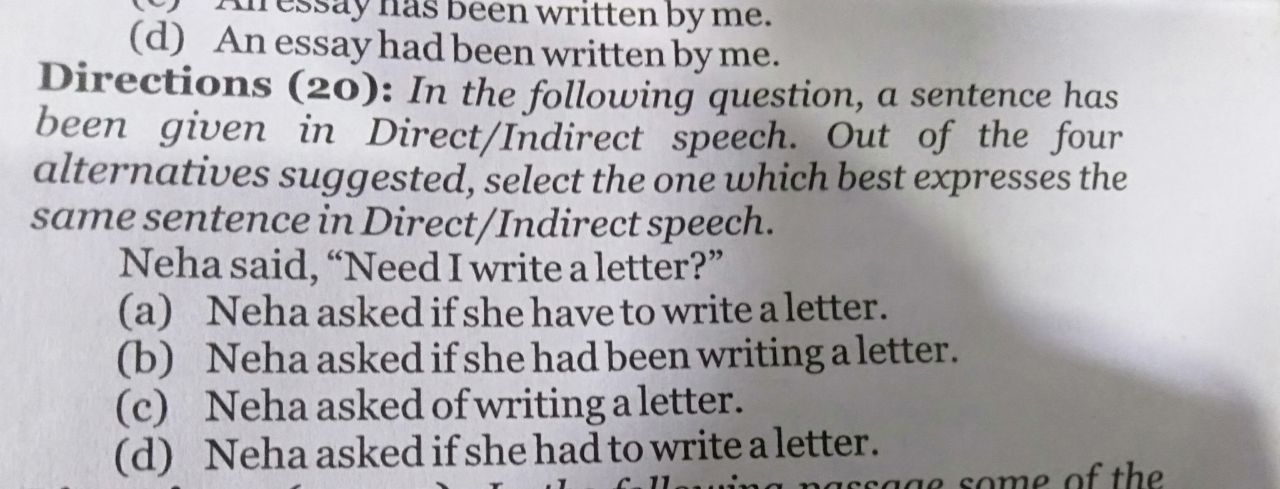 An essay has been written by me.
(d) An essay had been written by me.
Directions (20): In the following question, a sentence has
been given in Direct/Indirect speech. Out of the four
alternatives suggested, select the one which best expresses the
same sentence in Direct/Indirect speech.
Neha said, “Need I write a letter?”
(a) Neha asked if she have to write a letter.
(b) Neha asked if she had been writing a letter.
(c) Neha asked of writing a letter.
(d) Neha asked if she had to write a letter.
following passage some of the